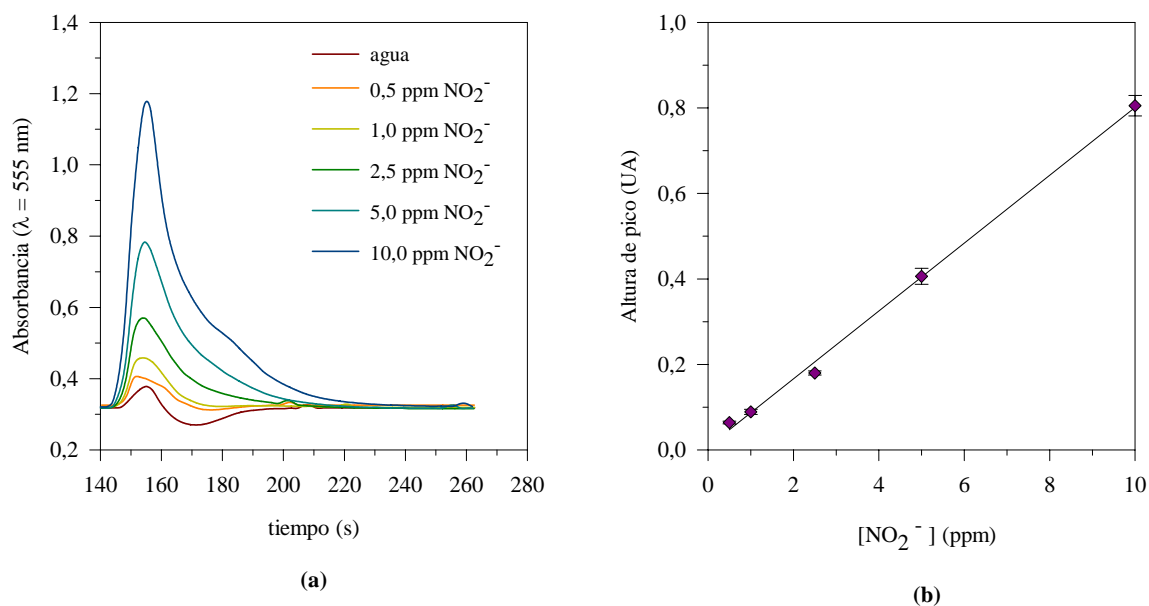 1,4
1,2
1,0
0,8
0,6
0,4
0,2
Absorbancia (λ = 555 nm)
agua
0,5 ppm NO₂⁻
1,0 ppm NO₂⁻
2,5 ppm NO₂⁻
5,0 ppm NO₂⁻
10,0 ppm NO₂⁻
140 160 180 200 220 240 260 280
tiempo (s)
(a)
1,0
0,8
0,6
0,4
0,2
0,0
Altura de pico (UA)
0 2 4 6 8 10
[NO₂⁻] (ppm)
(b)